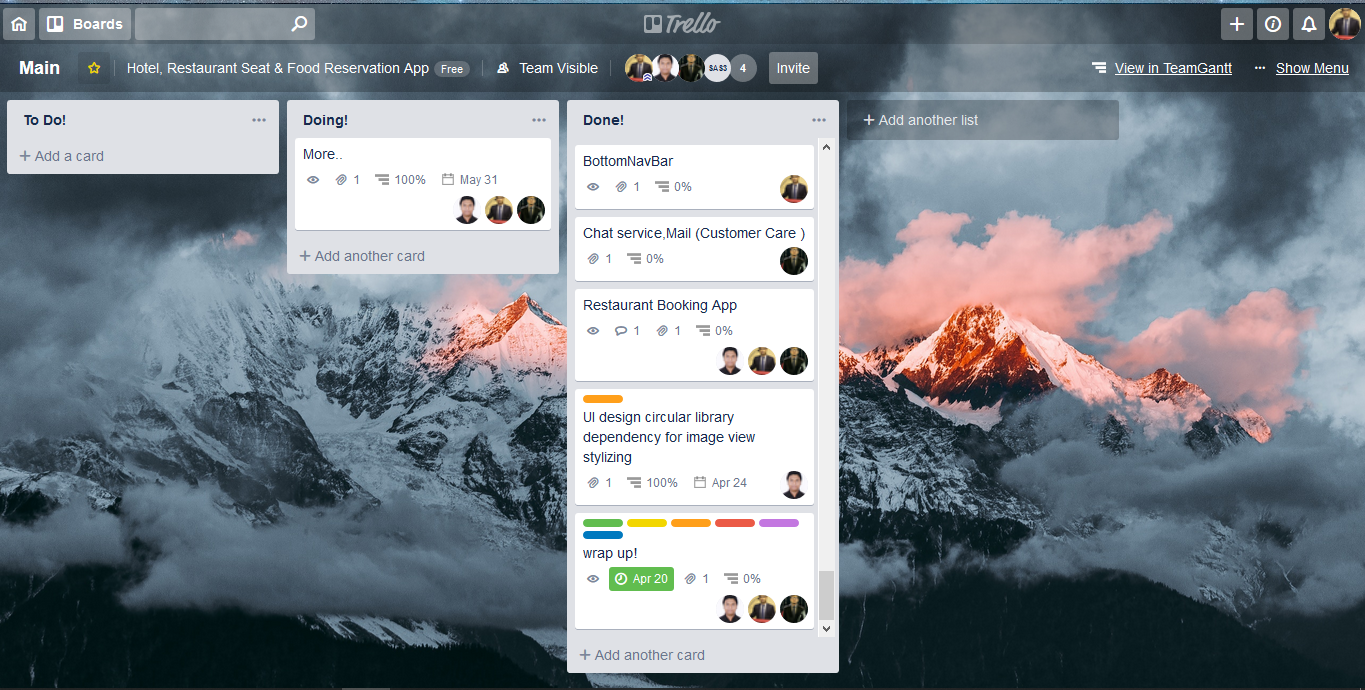 Boards
Trello
Main
Hotel, Restaurant Seat & Food Reservation App Free
Team Visible
$A$3
4
Invite
View in TeamGantt
Show Menu
To Do!
+ Add a card
Doing!
More..
1 100% May 31
+ Add another card
Done!
BottomNavBar
1 0%
Chat service,Mail (Customer Care )
1 0%
Restaurant Booking App
1 1 0%
UI design circular library
dependency for image view
stylizing
1 100% Apr 24
wrap up!
Apr 20 1 0%
+ Add another card
+ Add another list